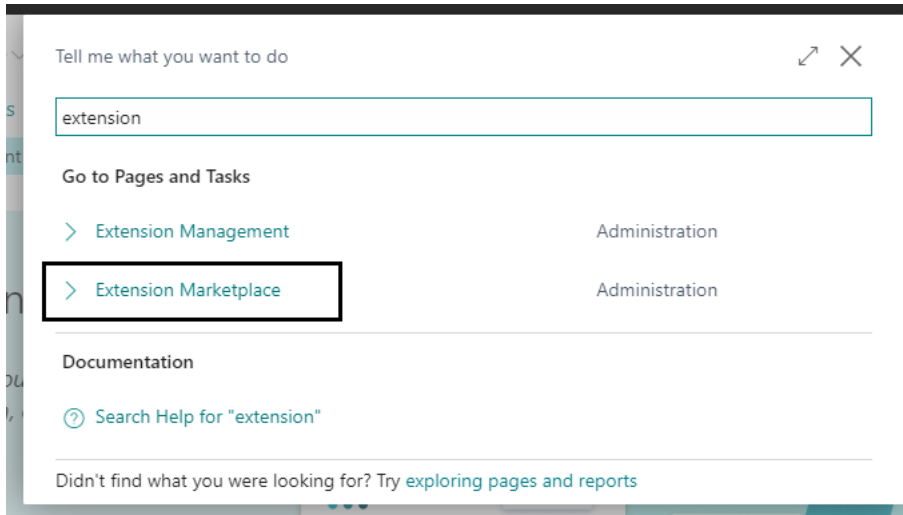 Tell me what you want to do
extension
Go to Pages and Tasks
Extension Management Administration
Extension Marketplace Administration
Documentation
Search Help for "extension"
Didn't find what you were looking for? Try exploring pages and reports